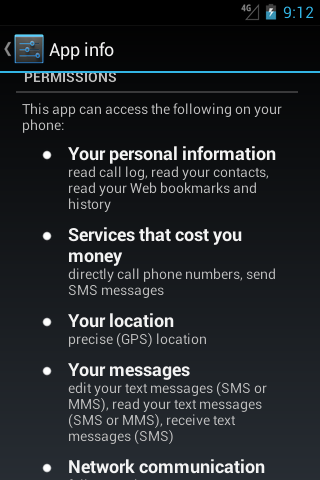 4G 9:12
App info
PERMISSIONS
This app can access the following on your
phone:
Your personal information
read call log, read your contacts,
read your Web bookmarks and
history
Services that cost you
money
directly call phone numbers, send
SMS messages
Your location
precise (GPS) location
Your messages
edit your text messages (SMS or
MMS), read your text messages
(SMS or MMS), receive text
messages (SMS)
Network communication